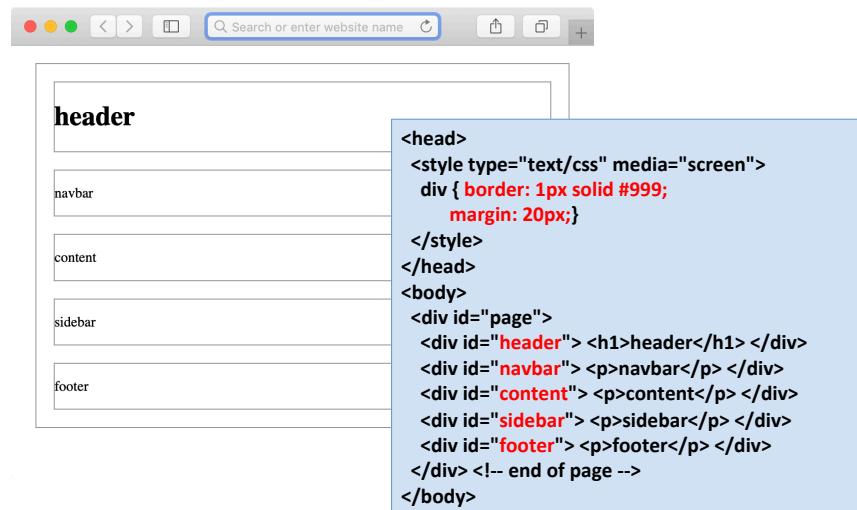 Search or enter website name
header
navbar
content
sidebar
footer
<head>
<style type="text/css" media="screen">
div { border: 1px solid #999;
margin: 20px;}
</style>
</head>
<body>
<div id="page">
<div id="header"> <h1>header</h1> </div>
<div id="navbar"> <p>navbar</p> </div>
<div id="content"> <p>content</p> </div>
<div id="sidebar"> <p>sidebar</p> </div>
<div id="footer"> <p>footer</p> </div>
</div> <!-- end of page -->
</body>